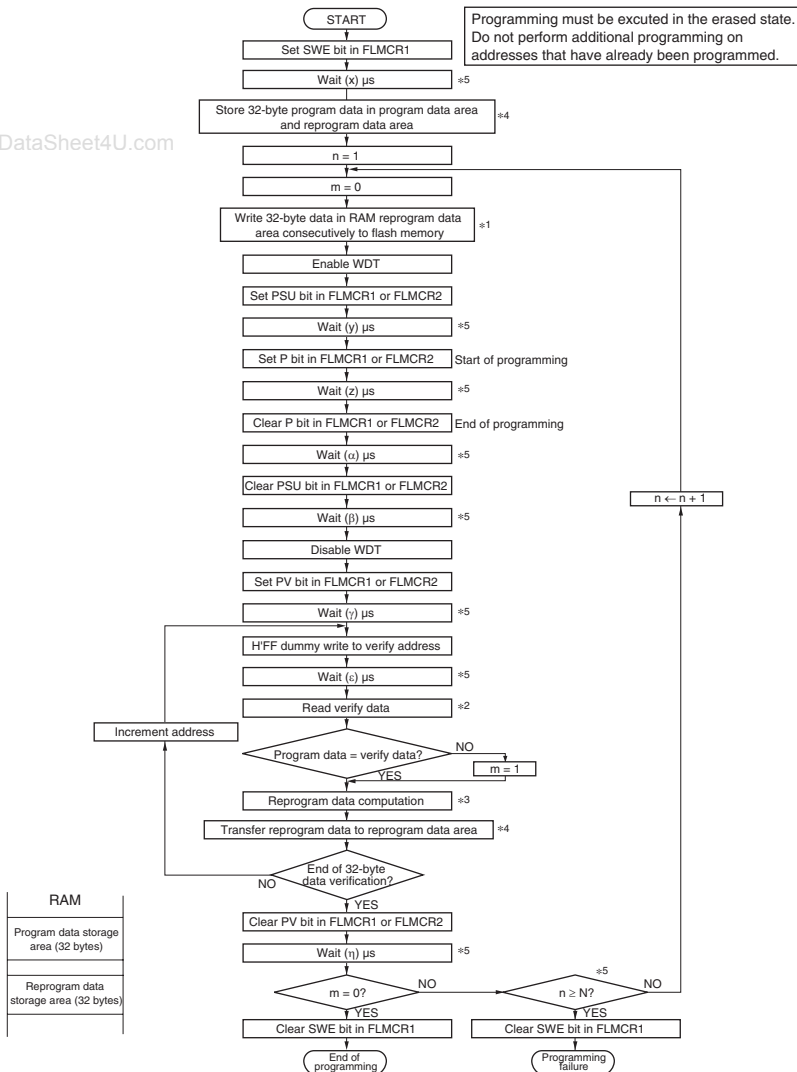 START
Programming must be excuted in the erased state.
Do not perform additional programming on
addresses that have already been programmed.
Set SWE bit in FLMCR1
Wait (x) µs *5
Store 32-byte program data in program data area
and reprogram data area *4
DataSheet4U.com
n = 1
m = 0
Write 32-byte data in RAM reprogram data
area consecutively to flash memory *1
Enable WDT
Set PSU bit in FLMCR1 or FLMCR2
Wait (y) µs *5
Set P bit in FLMCR1 or FLMCR2 Start of programming
Wait (z) µs *5
Clear P bit in FLMCR1 or FLMCR2 End of programming
Wait (α) µs *5
Clear PSU bit in FLMCR1 or FLMCR2
n ← n + 1
Wait (β) µs *5
Disable WDT
Set PV bit in FLMCR1 or FLMCR2
Wait (γ) µs *5
H'FF dummy write to verify address
Wait (ε) µs *5
Read verify data *2
Increment address
Program data = verify data?
NO
m = 1
YES
Reprogram data computation *3
Transfer reprogram data to reprogram data area *4
End of 32-byte
data verification?
NO
YES
RAM
Program data storage
area (32 bytes)
Reprogram data
storage area (32 bytes)
Clear PV bit in FLMCR1 or FLMCR2
Wait (η) µs *5
m = 0?
NO
*5
n ≥ N?
NO
YES
YES
Clear SWE bit in FLMCR1
Clear SWE bit in FLMCR1
End of
programming
Programming
failure